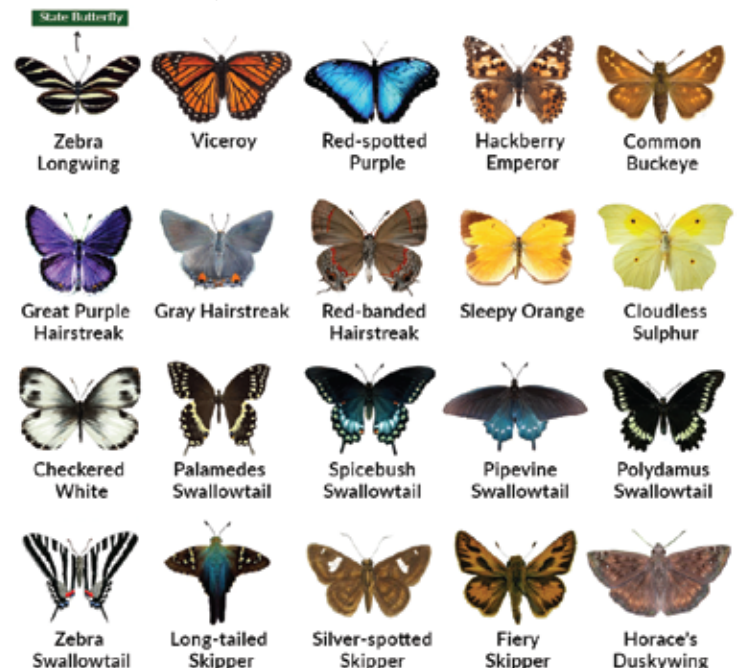 State Butterfly
Zebra
Longwing
Viceroy
Red-spotted
Purple
Hackberry
Emperor
Common
Buckeye
Great Purple
Hairstreak
Gray Hairstreak
Red-banded
Hairstreak
Sleepy Orange
Cloudless
Sulphur
Checkered
White
Palamedes
Swallowtail
Spicebush
Swallowtail
Pipevine
Swallowtail
Polydamus
Swallowtail
Zebra
Swallowtail
Long-tailed
Skipper
Silver-spotted
Skipper
Fiery
Skipper
Horace's
Duskywing